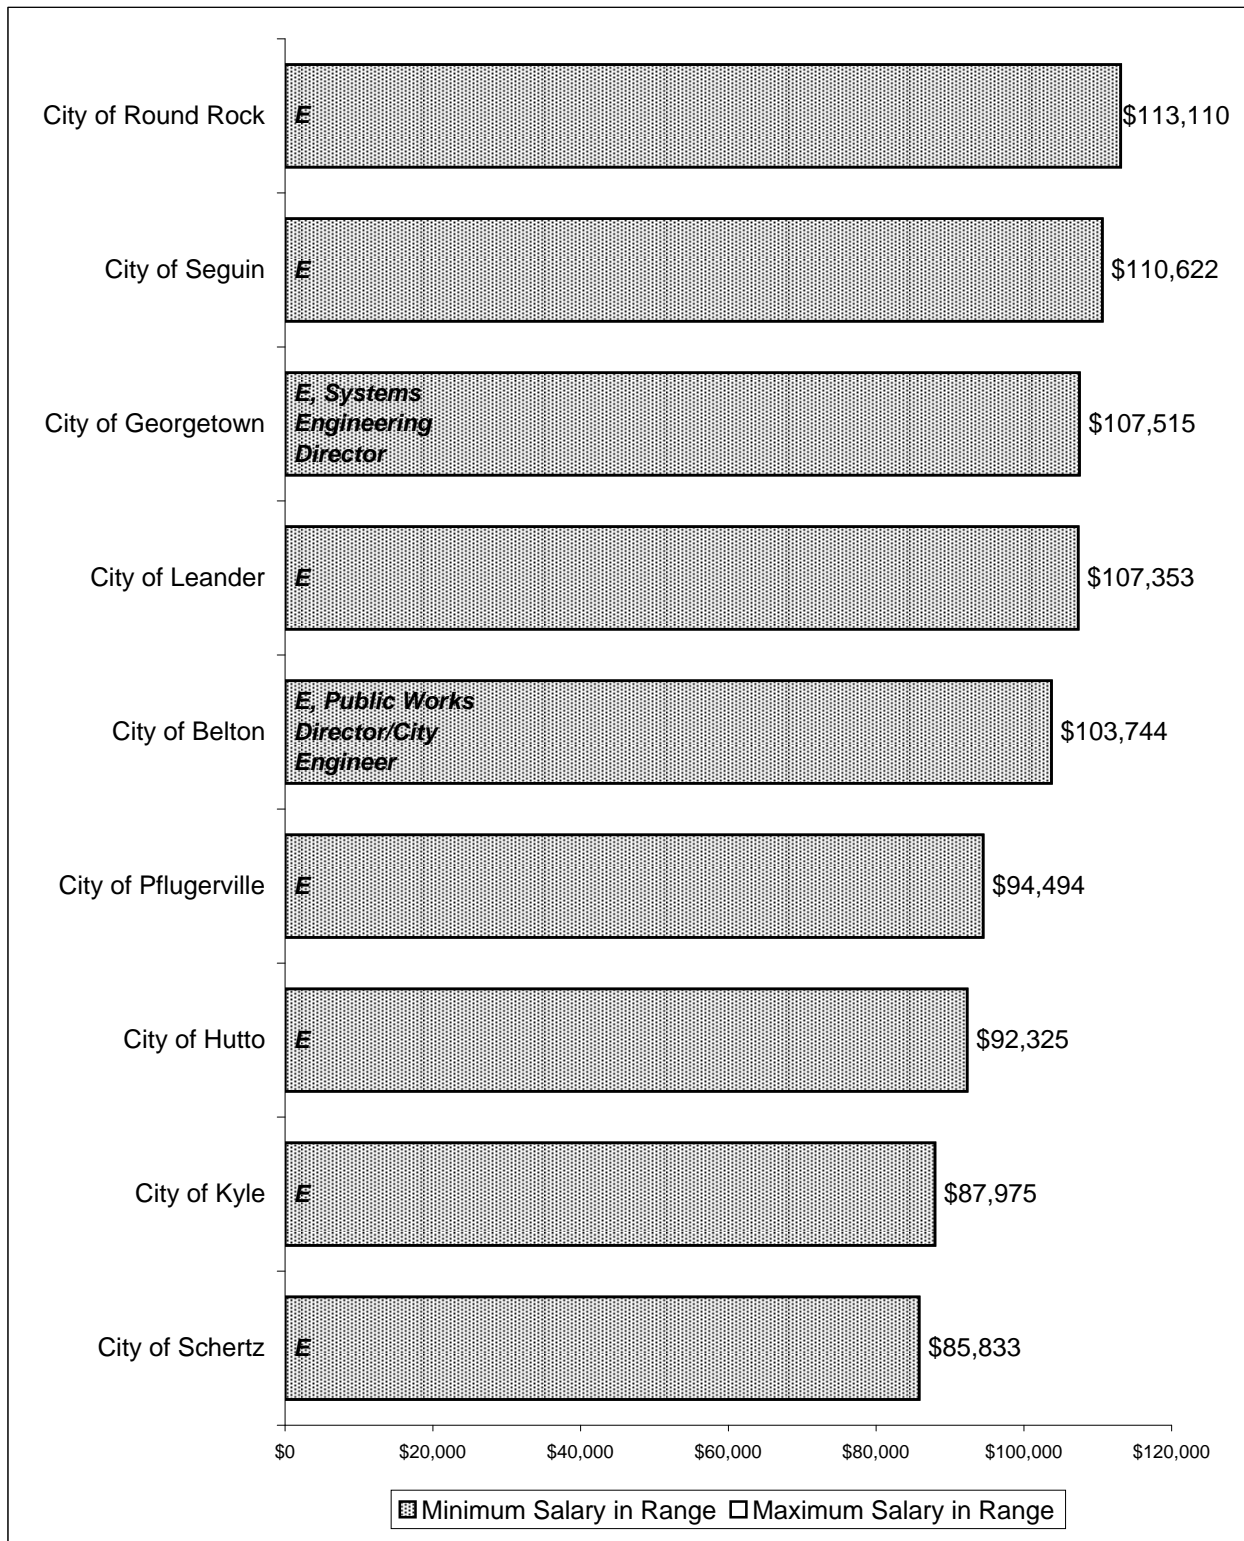 City of Round Rock E $113,110
City of Seguin E $110,622
E, Systems
City of Georgetown Engineering $107,515
Director
City of Leander E $107,353
E, Public Works
City of Belton Director/City $103,744
Engineer
City of Pflugerville E $94,494
City of Hutto E $92,325
City of Kyle E $87,975
City of Schertz E $85,833
$0 $20,000 $40,000 $60,000 $80,000 $100,000 $120,000
Minimum Salary in Range Maximum Salary in Range